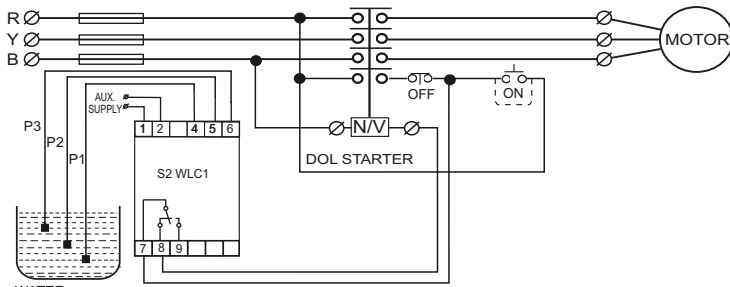 R
Y
B
MOTOR
OFF
ON
AUX.
SUPPLY
P3
P2
P1
1 2 4 5 6
N/V
DOL STARTER
S2 WLC1
7 8 9